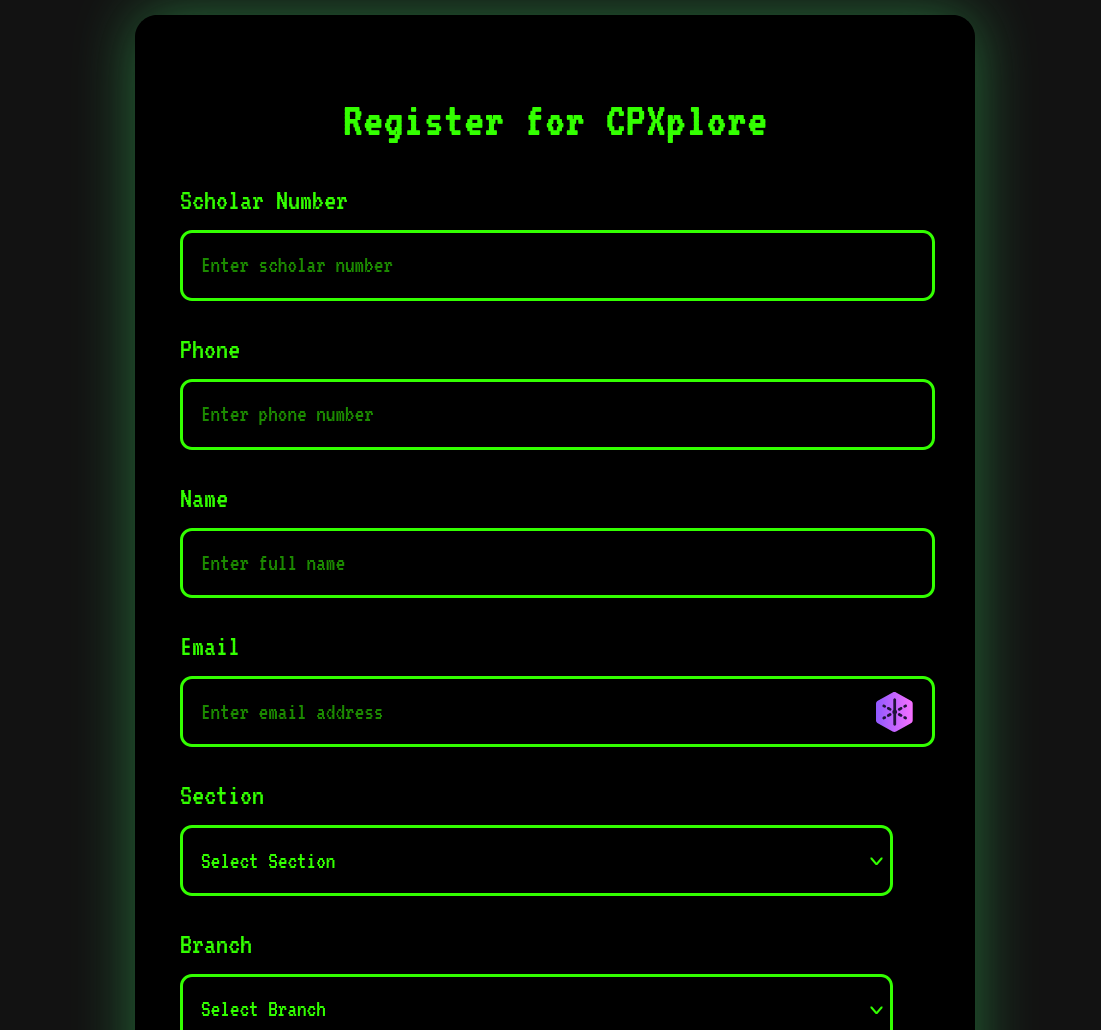 Register for CPXplore
Scholar Number
Enter scholar number
Phone
Enter phone number
Name
Enter full name
Email
Enter email address
Section
Select Section
Branch
Select Branch